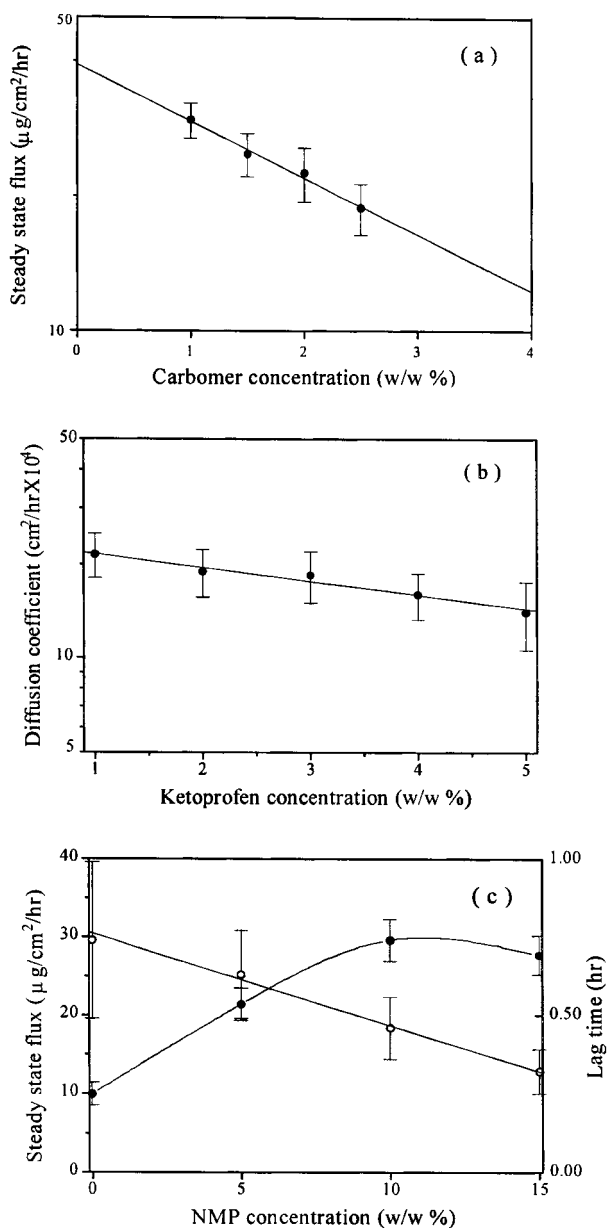 50
( a )
Steady state flux (μg/cm²/hr)
10
0 1 2 3 4
Carbomer concentration (w/w %)
50
( b )
Diffusion coefficient (cm²/hrX10⁴)
10
5
1 2 3 4 5
Ketoprofen concentration (w/w %)
40 1.00
( c )
30
Steady state flux (μg/cm²/hr)
20 0.50
Lag time (hr)
10
0 0.00
0 5 10 15
NMP concentration (w/w %)